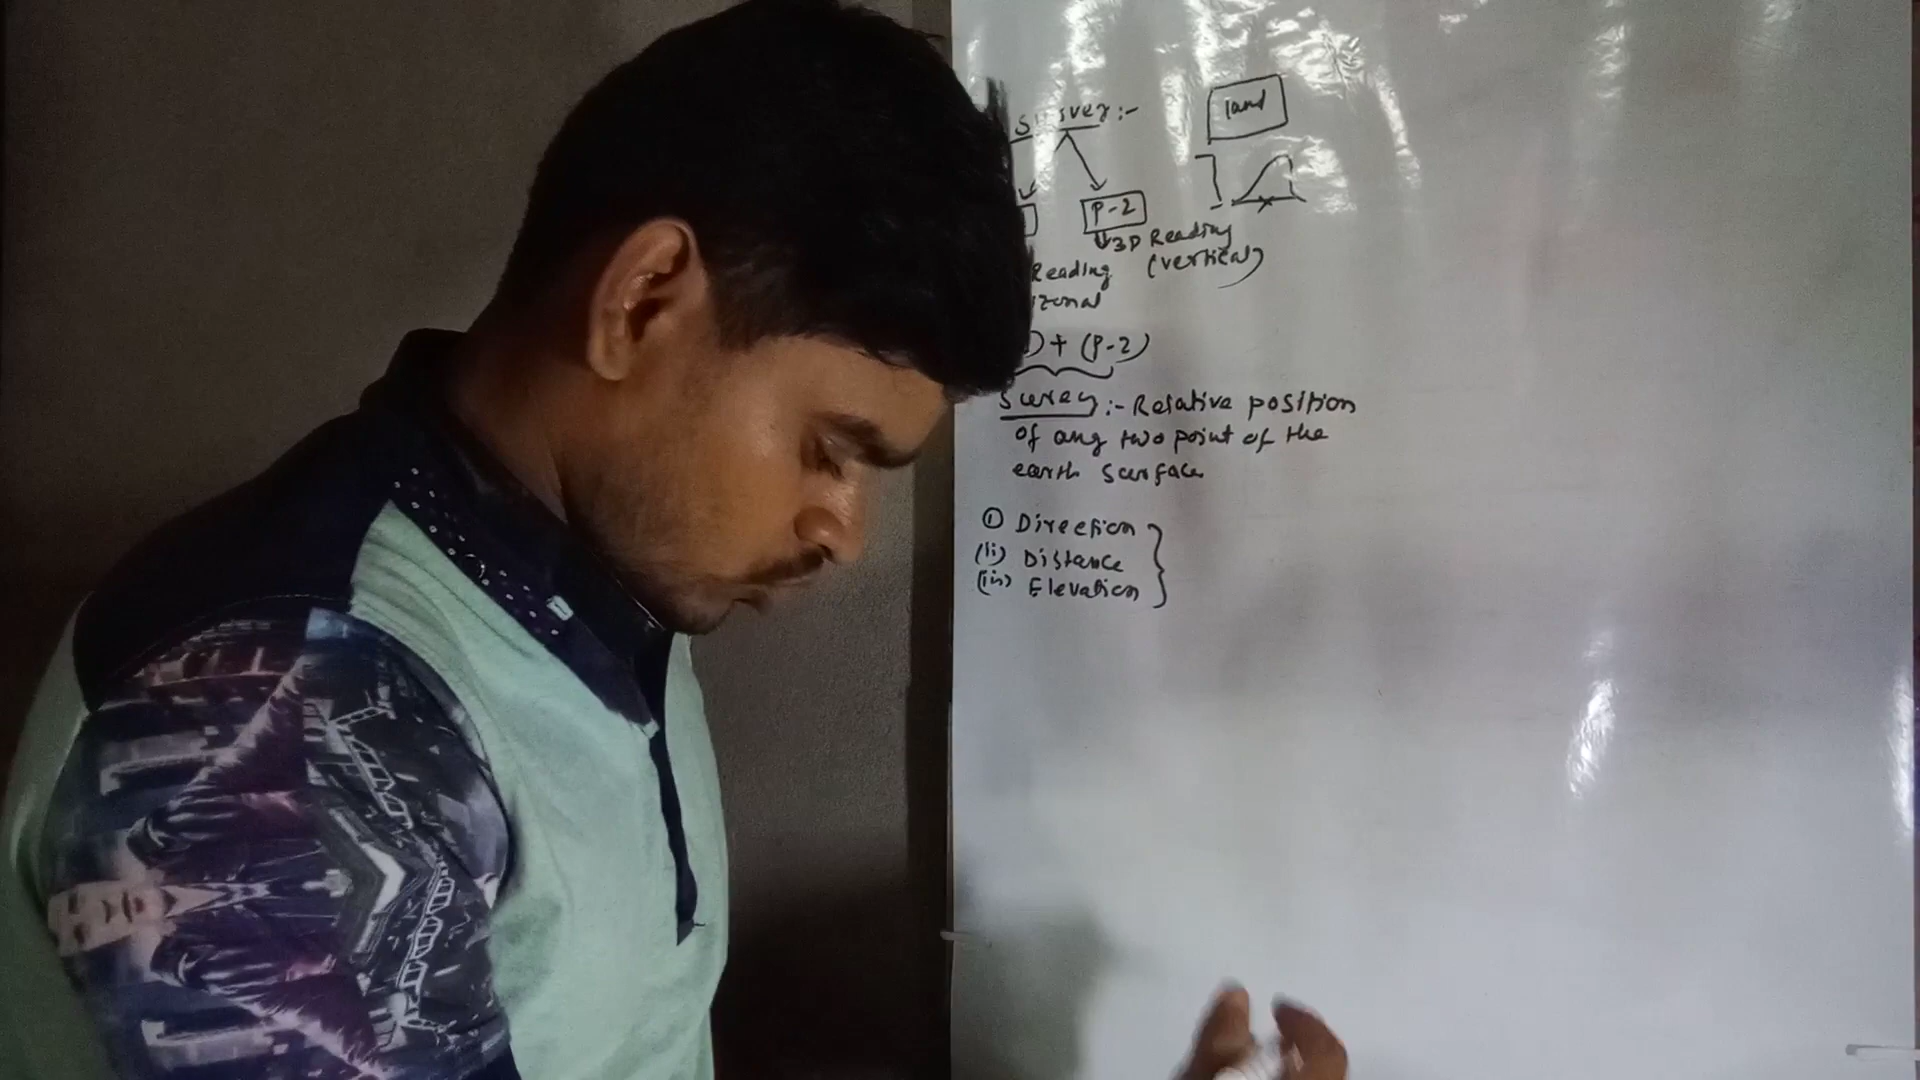 survey :-
land
P-2
3D Reading
(vertical)
Reading
izonal
) + (P-2)
Survey :- Relative position
of any two point of the
earth surface
① Direction
(ii) Distance
(iii) Elevation